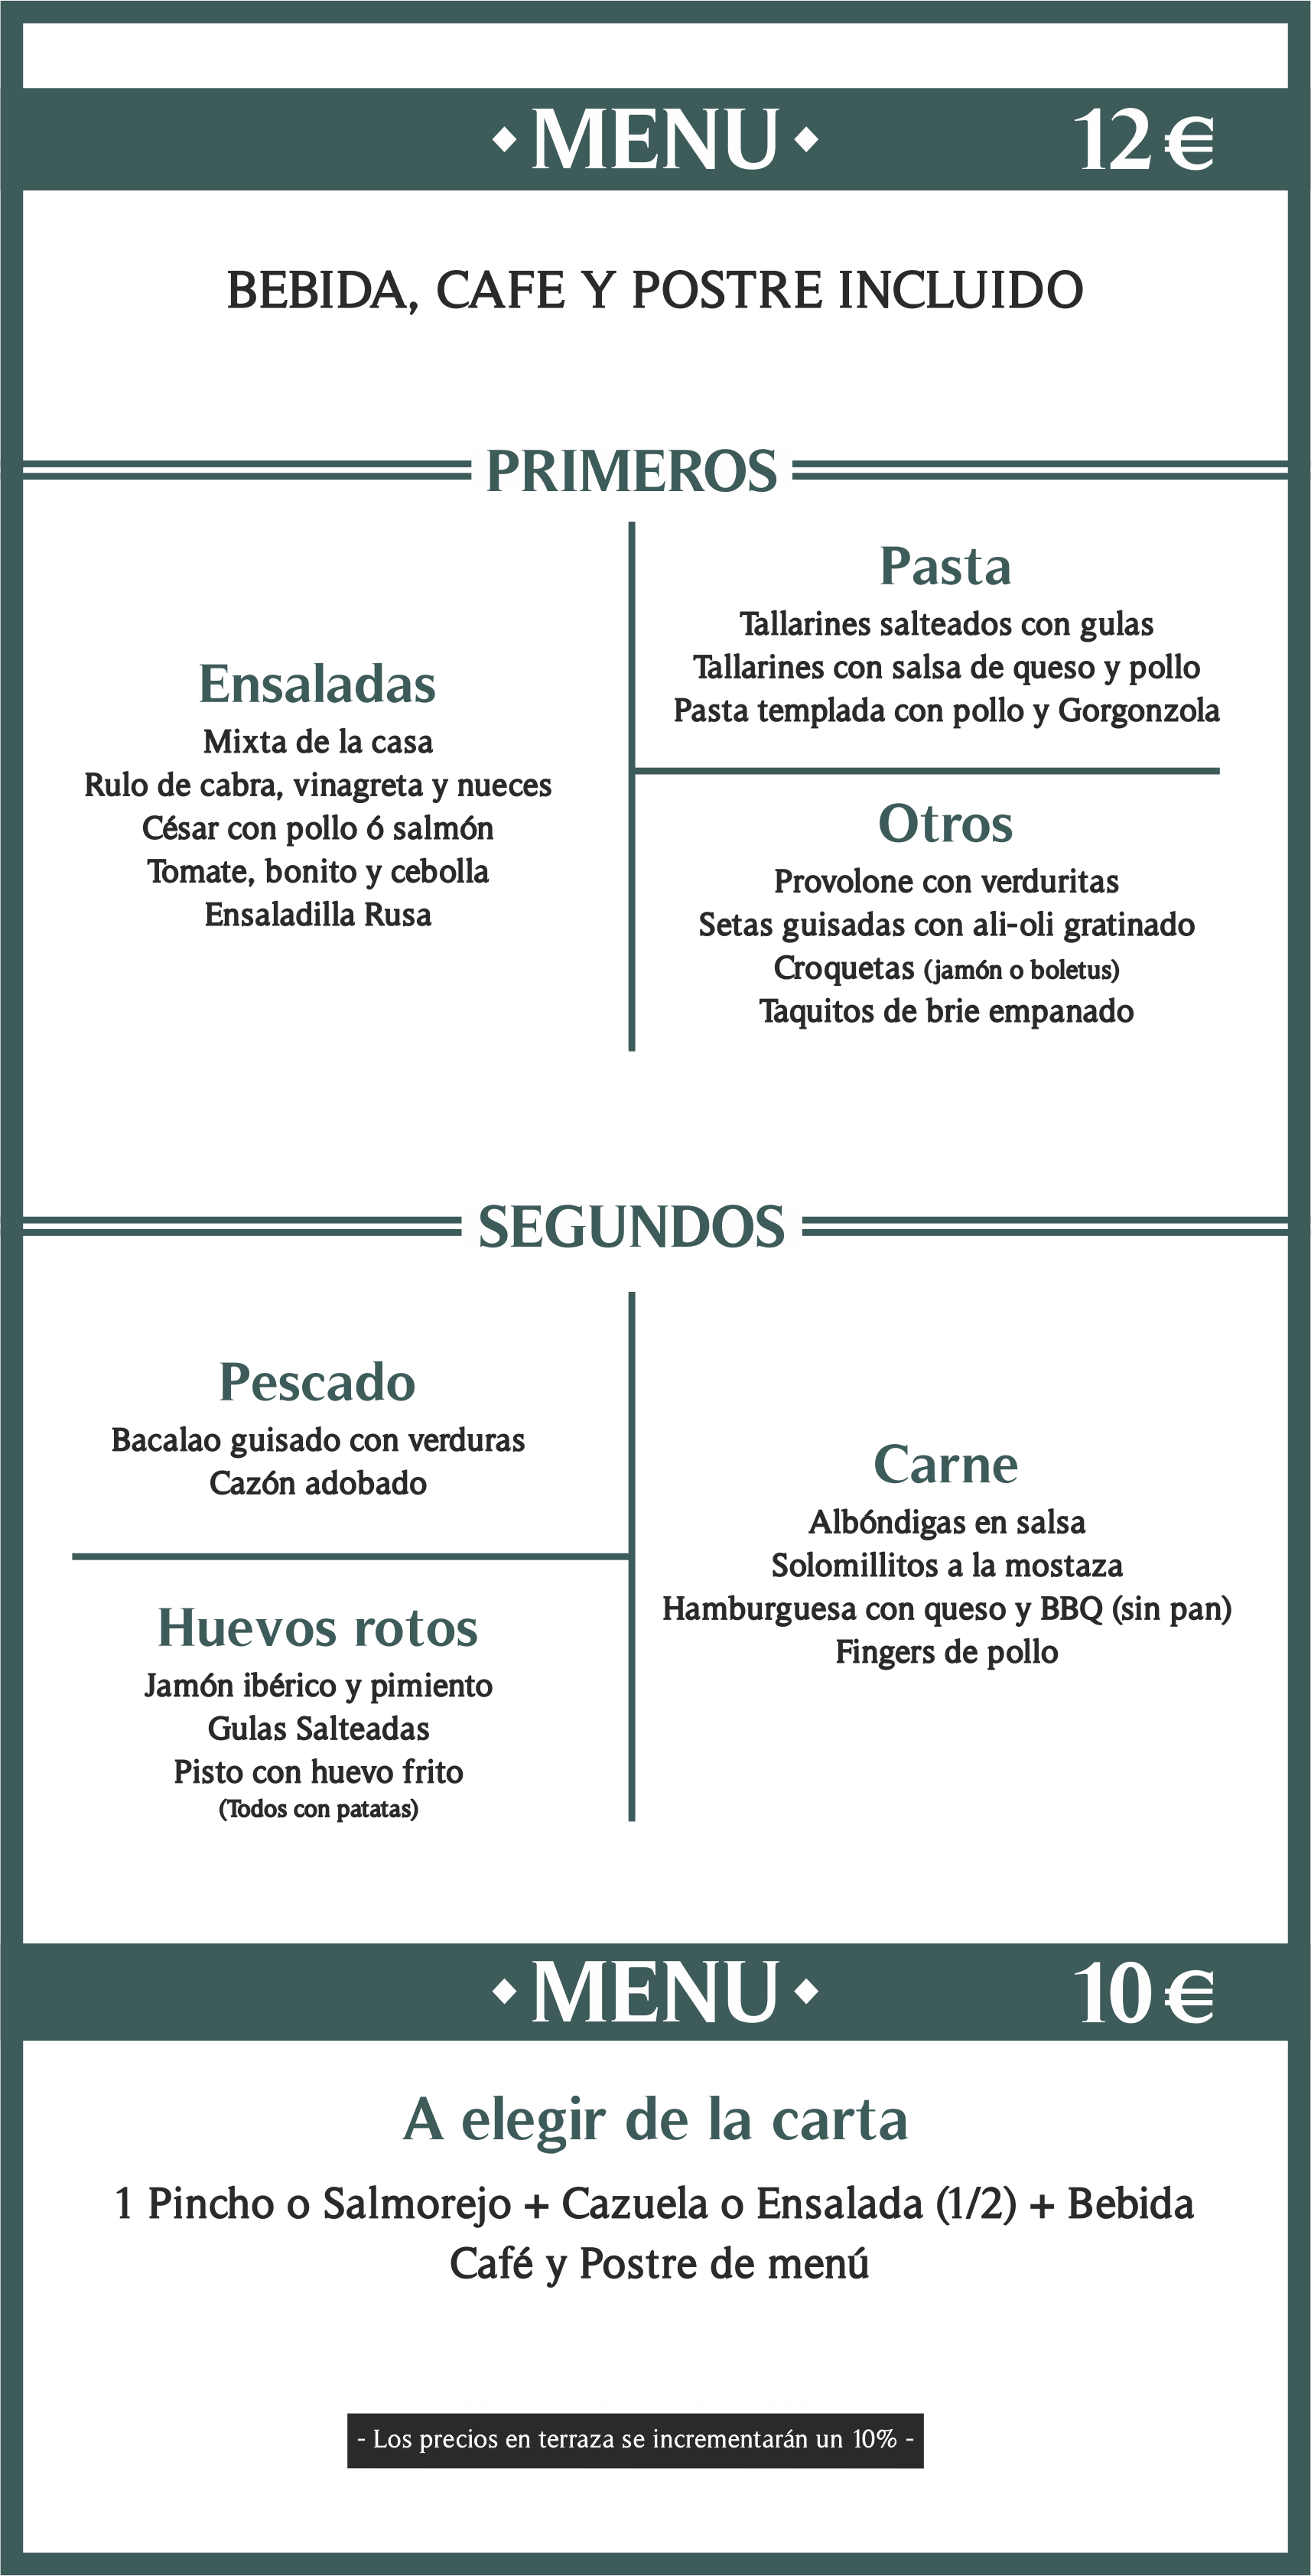 MENU 12€
BEBIDA, CAFE Y POSTRE INCLUIDO
PRIMEROS
Ensaladas
Mixta de la casa
Rulo de cabra, vinagreta y nueces
César con pollo ó salmón
Tomate, bonito y cebolla
Ensaladilla Rusa
Pasta
Tallarines salteados con gulas
Tallarines con salsa de queso y pollo
Pasta templada con pollo y Gorgonzola
Otros
Provolone con verduritas
Setas guisadas con ali-oli gratinado
Croquetas (jamón o boletus)
Taquitos de brie empanado
SEGUNDOS
Pescado
Bacalao guisado con verduras
Cazón adobado
Huevos rotos
Jamón ibérico y pimiento
Gulas Salteadas
Pisto con huevo frito
(Todos con patatas)
Carne
Albóndigas en salsa
Solomillitos a la mostaza
Hamburguesa con queso y BBQ (sin pan)
Fingers de pollo
MENU 10€
A elegir de la carta
1 Pincho o Salmorejo + Cazuela o Ensalada (1/2) + Bebida
Café y Postre de menú
- Los precios en terraza se incrementarán un 10% -